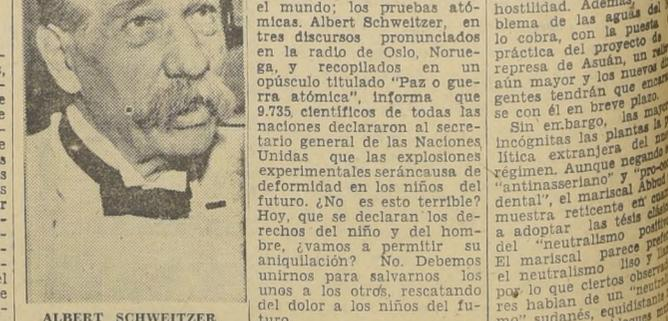 ALBERT SCHWEITZER
el mundo; los pruebas ató-
micas. Albert Schweitzer, en
tres discursos pronunciados
en la radio de Oslo, Norue-
ga, y recopilados en un
opúsculo titulado "Paz o gue-
rra atómica", informa que
9.735, científicos de todas las
naciones declararon al secre-
tario general de las Naciones
Unidas que las explosiones
experimentales seráncausa de
deformidad en los niños del
futuro. ¿No es esto terrible?
Hoy, que se declaran los de-
rechos del niño y del hom-
bre, ¿vamos a permitir su
aniquilación? No. Debemos
unirnos para salvarnos los
unos a los otros, rescatando
del dolor a los niños del fu-
turo.
hostilidad. Además
blema de las aguas del
lo cobra, con la puesta
práctica del proyecto de
represa de Asuán, un
aún mayor y los nuevos
gentes tendrán que
se con él en breve plazo.
Sin embargo, las
incógnitas las plantea la
lítica extranjera del
régimen. Aunque negando
"antinasseriano" y
dental", el mariscal
muestra reticente en
a adoptar las tésis
del "neutralismo
El mariscal parece
el neutralismo liso y
por lo que ciertos
res hablan de un
mo" sudanés,